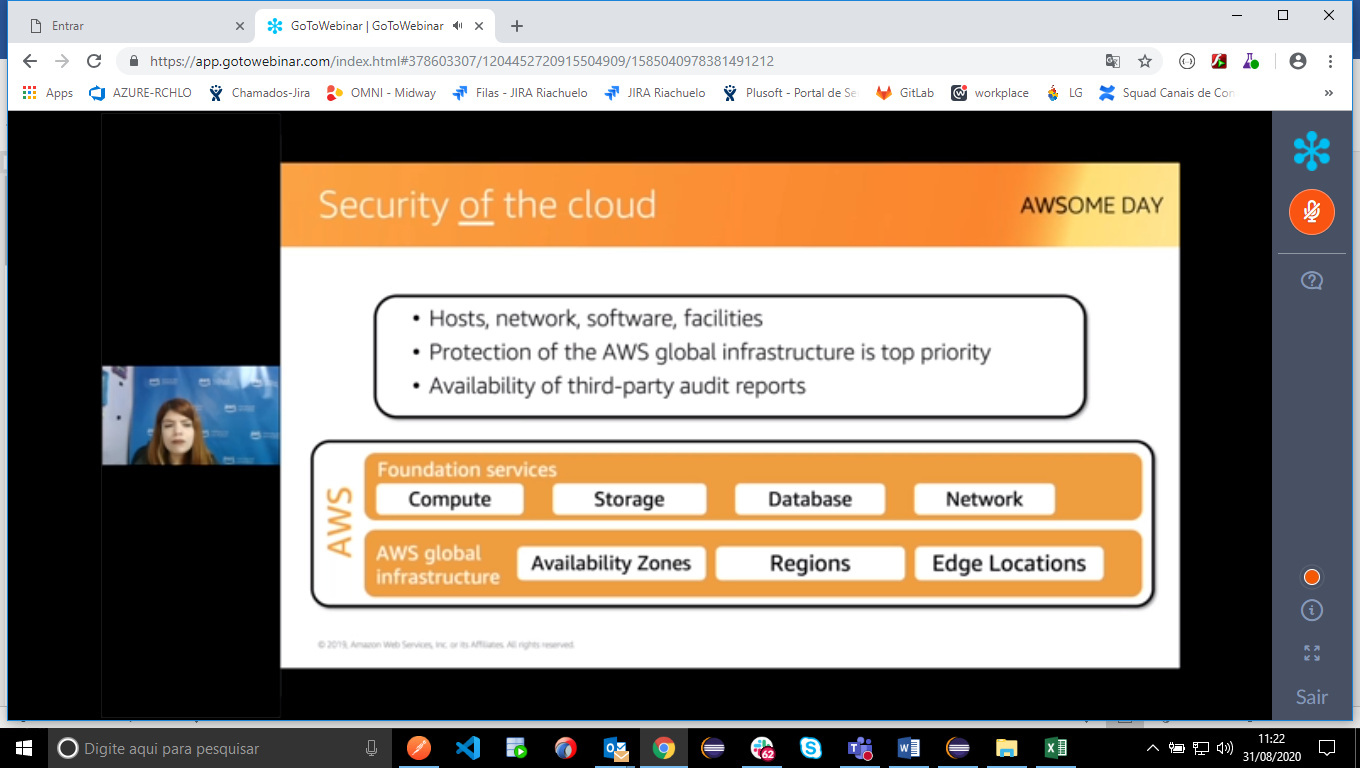 Entrar
GoToWebinar | GoToWebinar
https://app.gotowebinar.com/index.html#378603307/1204452720915504909/1585040978381491212
Apps AZURE-RCHLO Chamados-Jira OMNI - Midway Filas - JIRA Riachuelo JIRA Riachuelo Plusoft - Portal de Se GitLab workplace LG Squad Canais de Con »
Security of the cloud
AWSOME DAY
• Hosts, network, software, facilities
• Protection of the AWS global infrastructure is top priority
• Availability of third-party audit reports
AWS
Foundation services
Compute Storage Database Network
AWS global
infrastructure
Availability Zones Regions Edge Locations
© 2019, Amazon Web Services, Inc. or its Affiliates. All rights reserved.
Sair
Digite aqui para pesquisar
62
11:22
31/08/2020